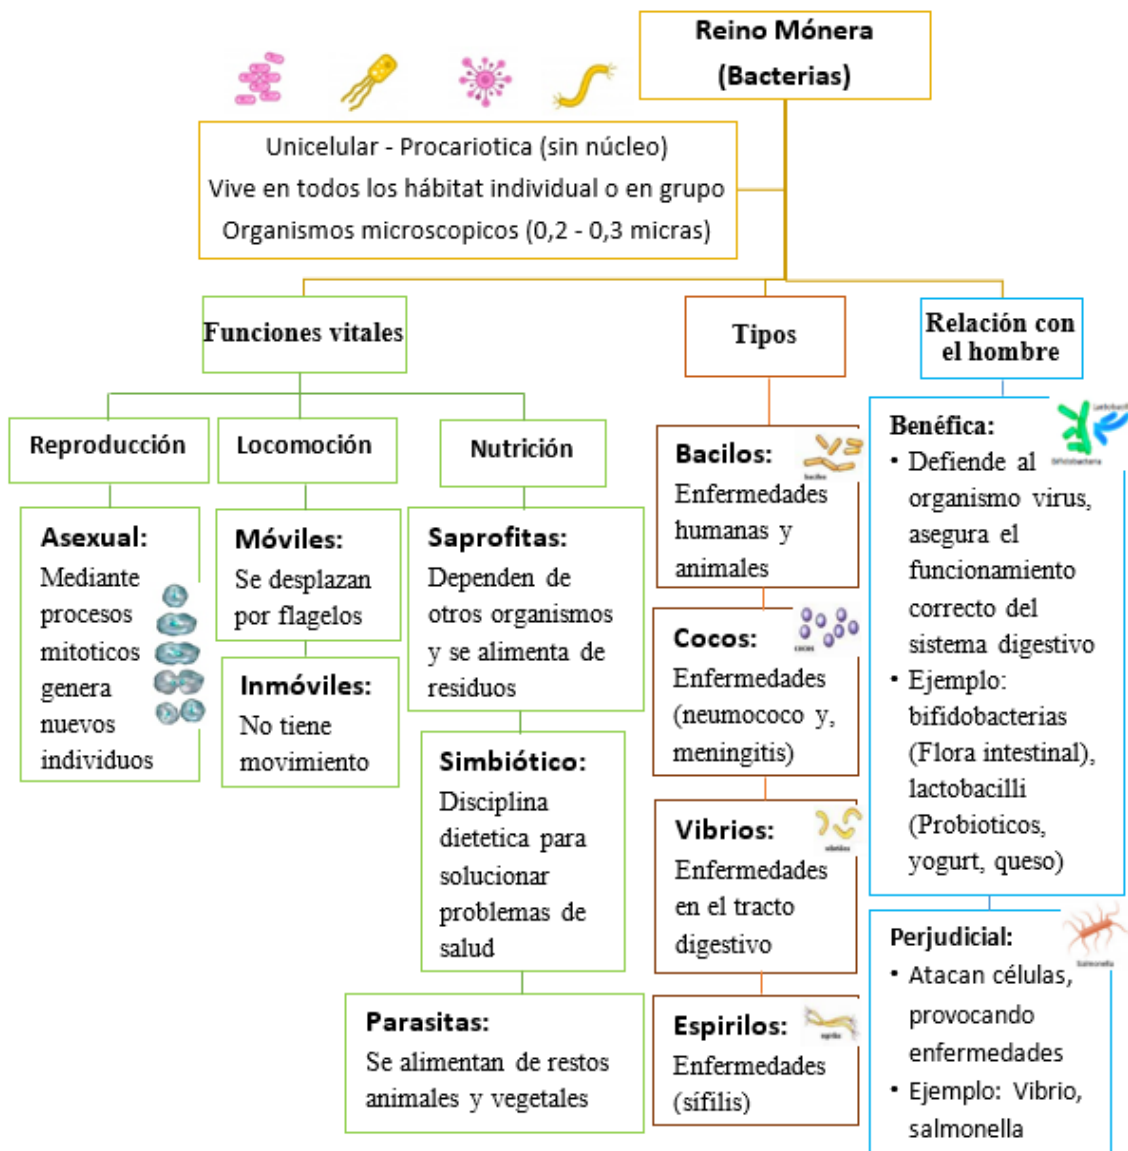 Reino Mónera
(Bacterias)
Unicelular - Procariotica (sin núcleo)
Vive en todos los hábitat individual o en grupo
Organismos microscopicos (0,2 - 0,3 micras)
Funciones vitales
Reproducción
Asexual:
Mediante
procesos
mitoticos
genera
nuevos
individuos
Locomoción
Móviles:
Se desplazan
por flagelos
Inmóviles:
No tiene
movimiento
Nutrición
Saprofitas:
Dependen de
otros organismos
y se alimenta de
residuos
Simbiótico:
Disciplina
dietetica para
solucionar
problemas de
salud
Parasitas:
Se alimentan de restos
animales y vegetales
Tipos
Bacilos:
bacilos
Enfermedades
humanas y
animales
Cocos:
cocos
Enfermedades
(neumococo y,
meningitis)
Vibrios:
Enfermedades
en el tracto
digestivo
Espirilos:
Enfermedades
(sífilis)
Relación con
el hombre
Benéfica:
Bifidobacteria
• Defiende al
organismo virus,
asegura el
funcionamiento
correcto del
sistema digestivo
• Ejemplo:
bifidobacterias
(Flora intestinal),
lactobacilli
(Probioticos,
yogurt, queso)
Perjudicial:
Salmonella
• Atacan células,
provocando
enfermedades
• Ejemplo: Vibrio,
salmonella